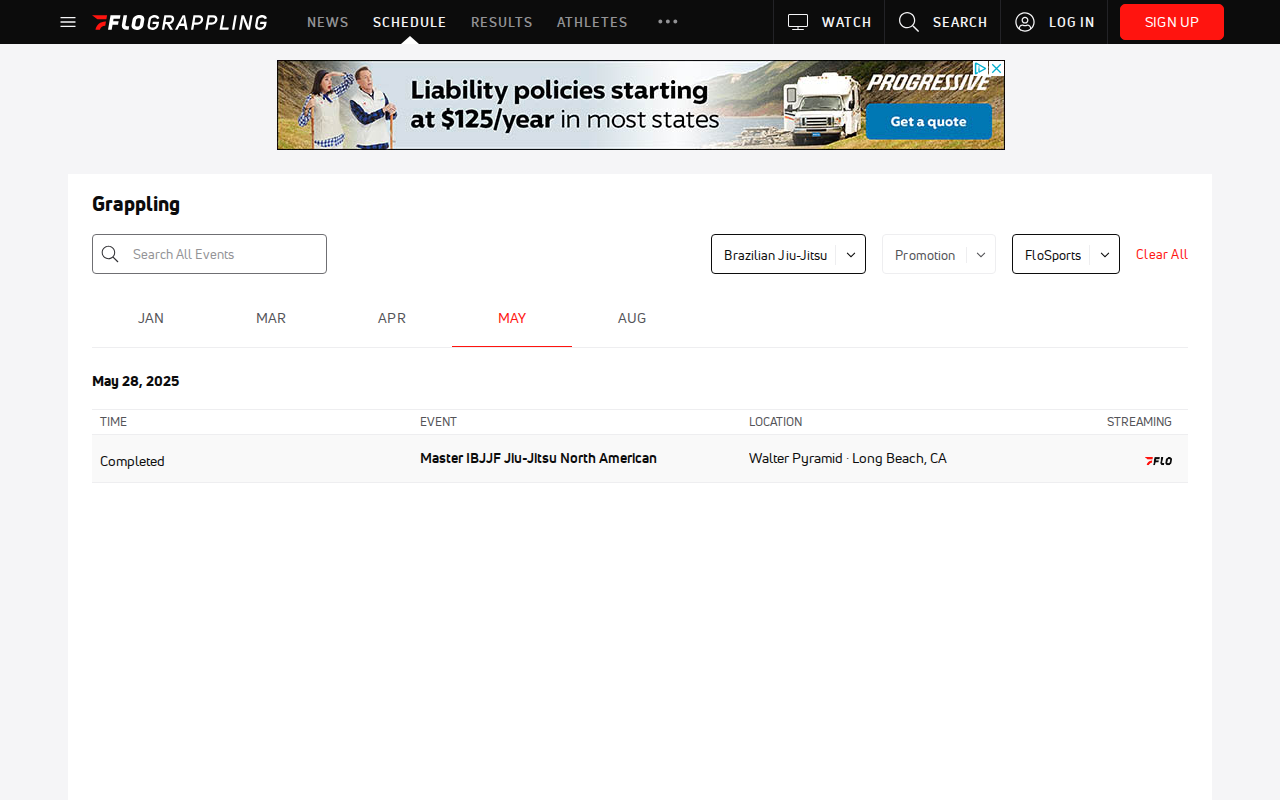 FLOGRAPPLING NEWS SCHEDULE RESULTS ATHLETES ••• WATCH SEARCH LOG IN SIGN UP
Liability policies starting
at $125/year in most states
PROGRESSIVE
Get a quote
Grappling
Search All Events Brazilian Jiu-Jitsu Promotion FloSports Clear All
JAN MAR APR MAY AUG
May 28, 2025
TIME EVENT LOCATION STREAMING
Completed Master IBJJF Jiu-Jitsu North American Walter Pyramid · Long Beach, CA FLO